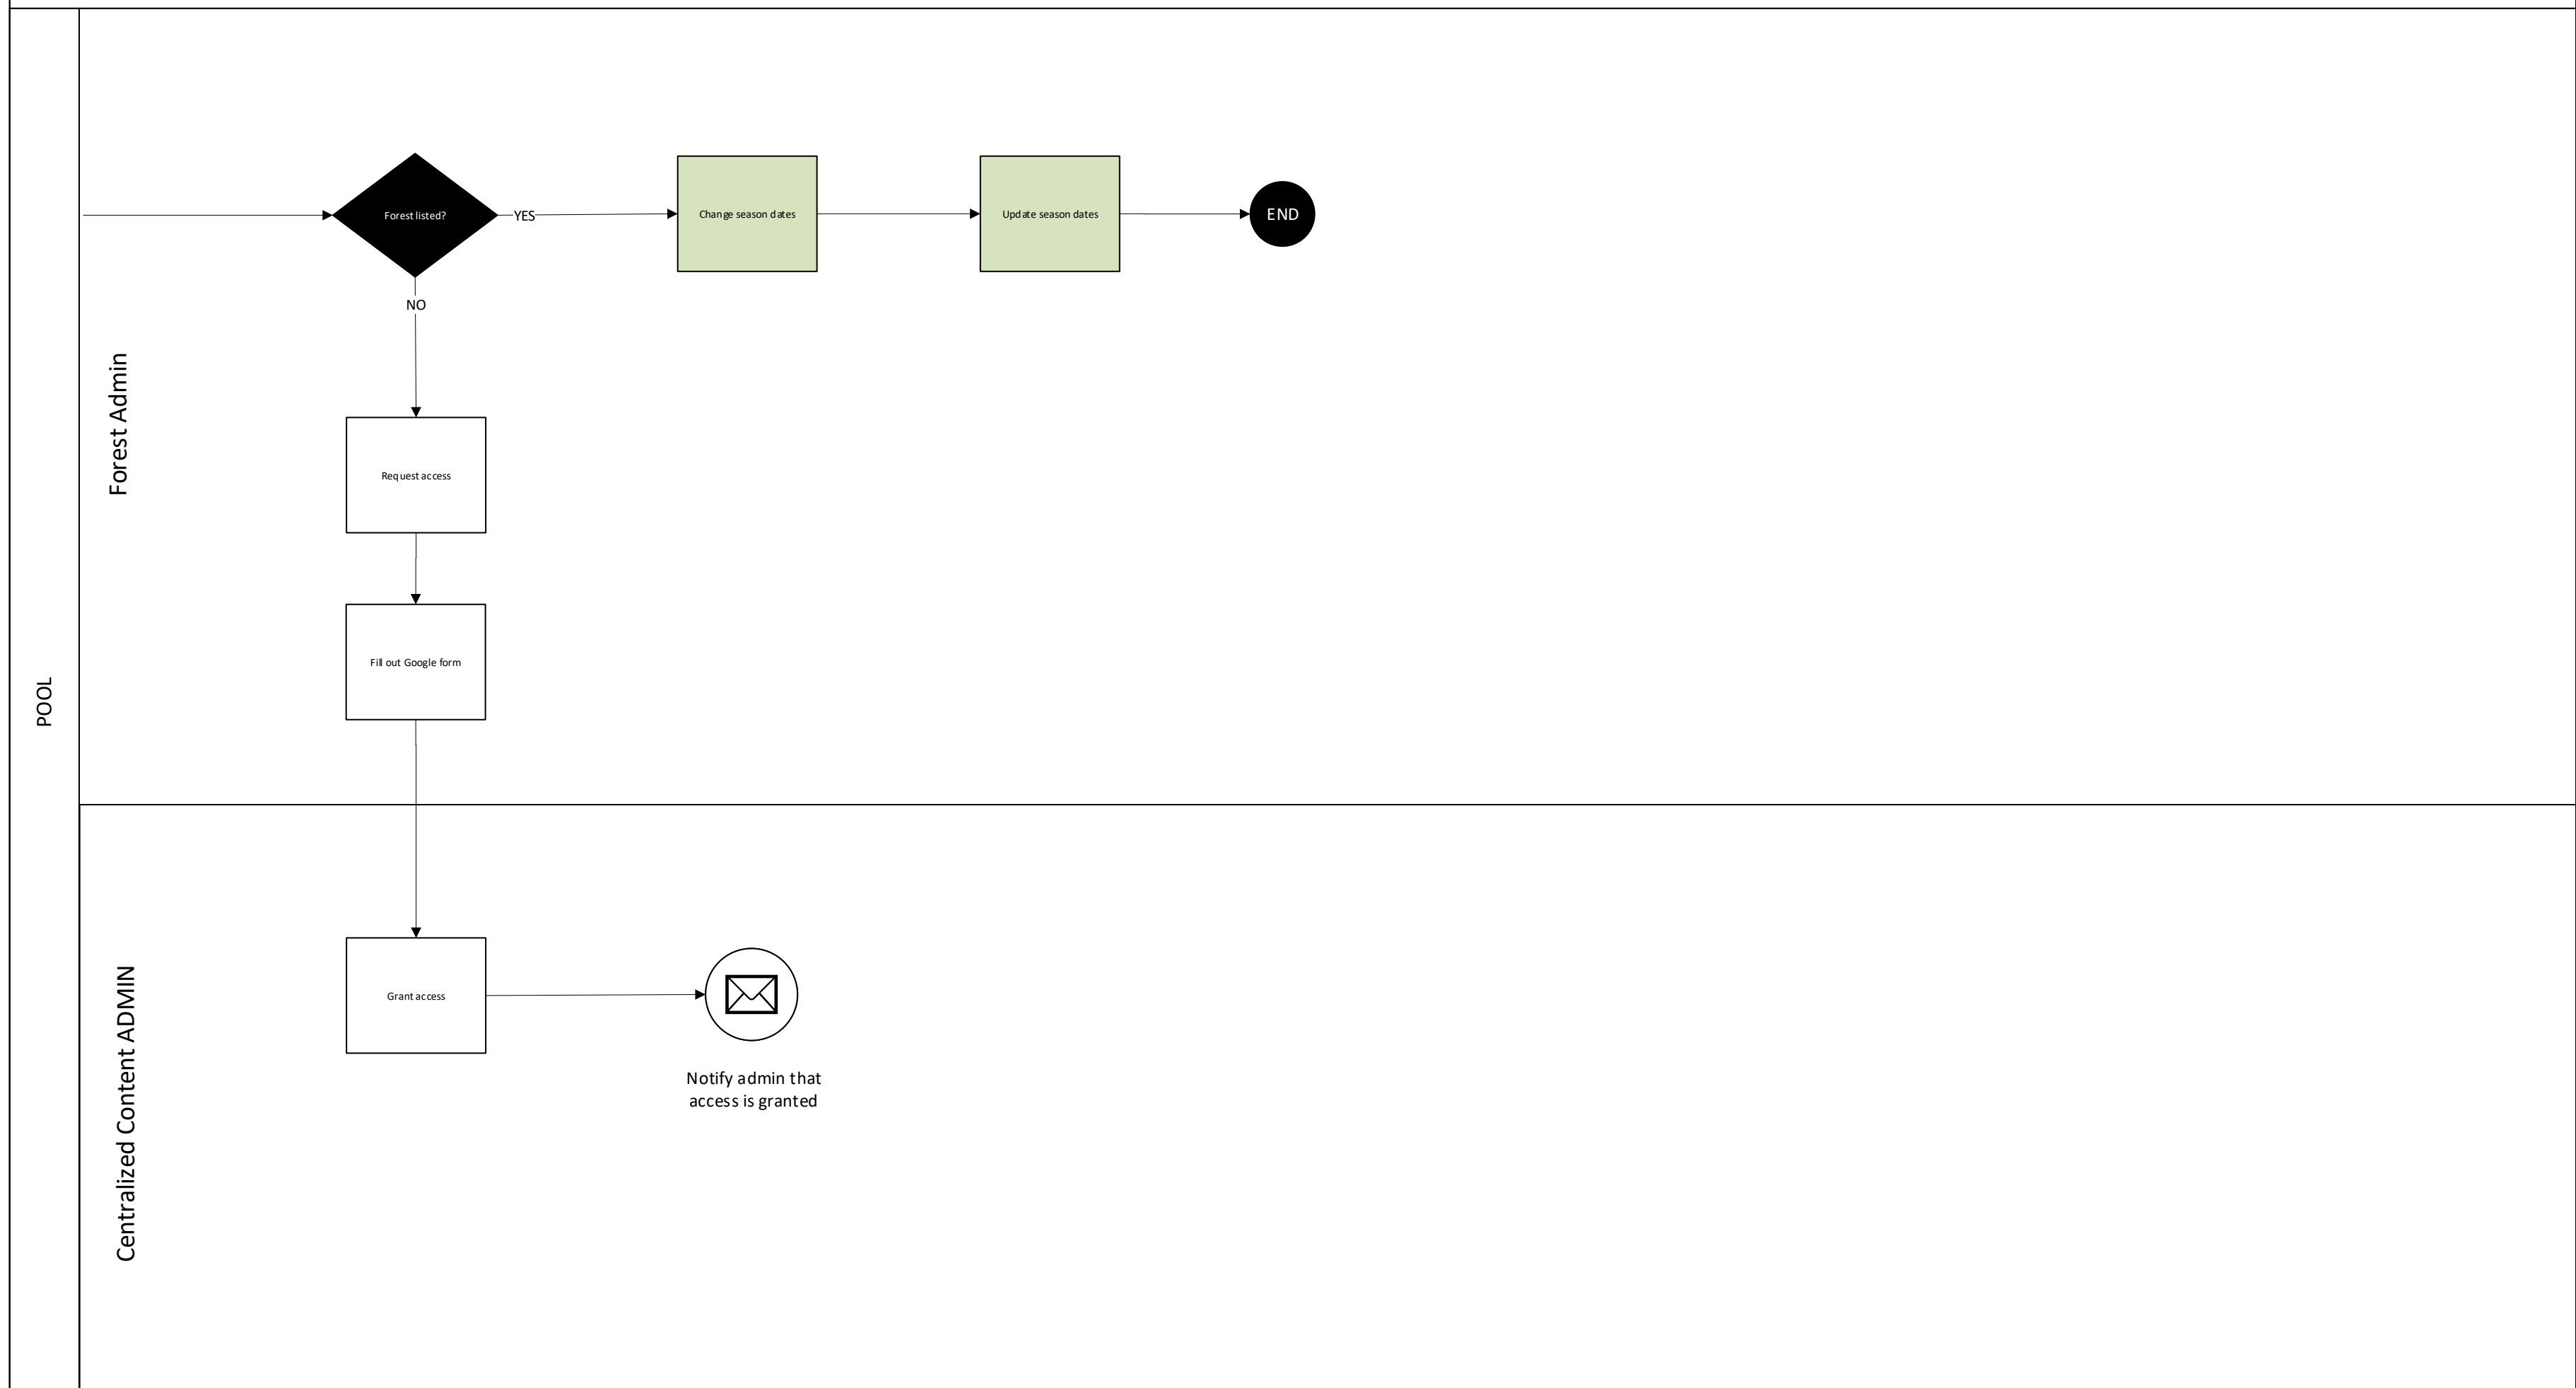 POOL
Forest Admin
Forest listed?
YES
Change season dates
Update season dates
END
NO
Request access
Fill out Google form
Centralized Content ADMIN
Grant access
Notify admin that
access is granted